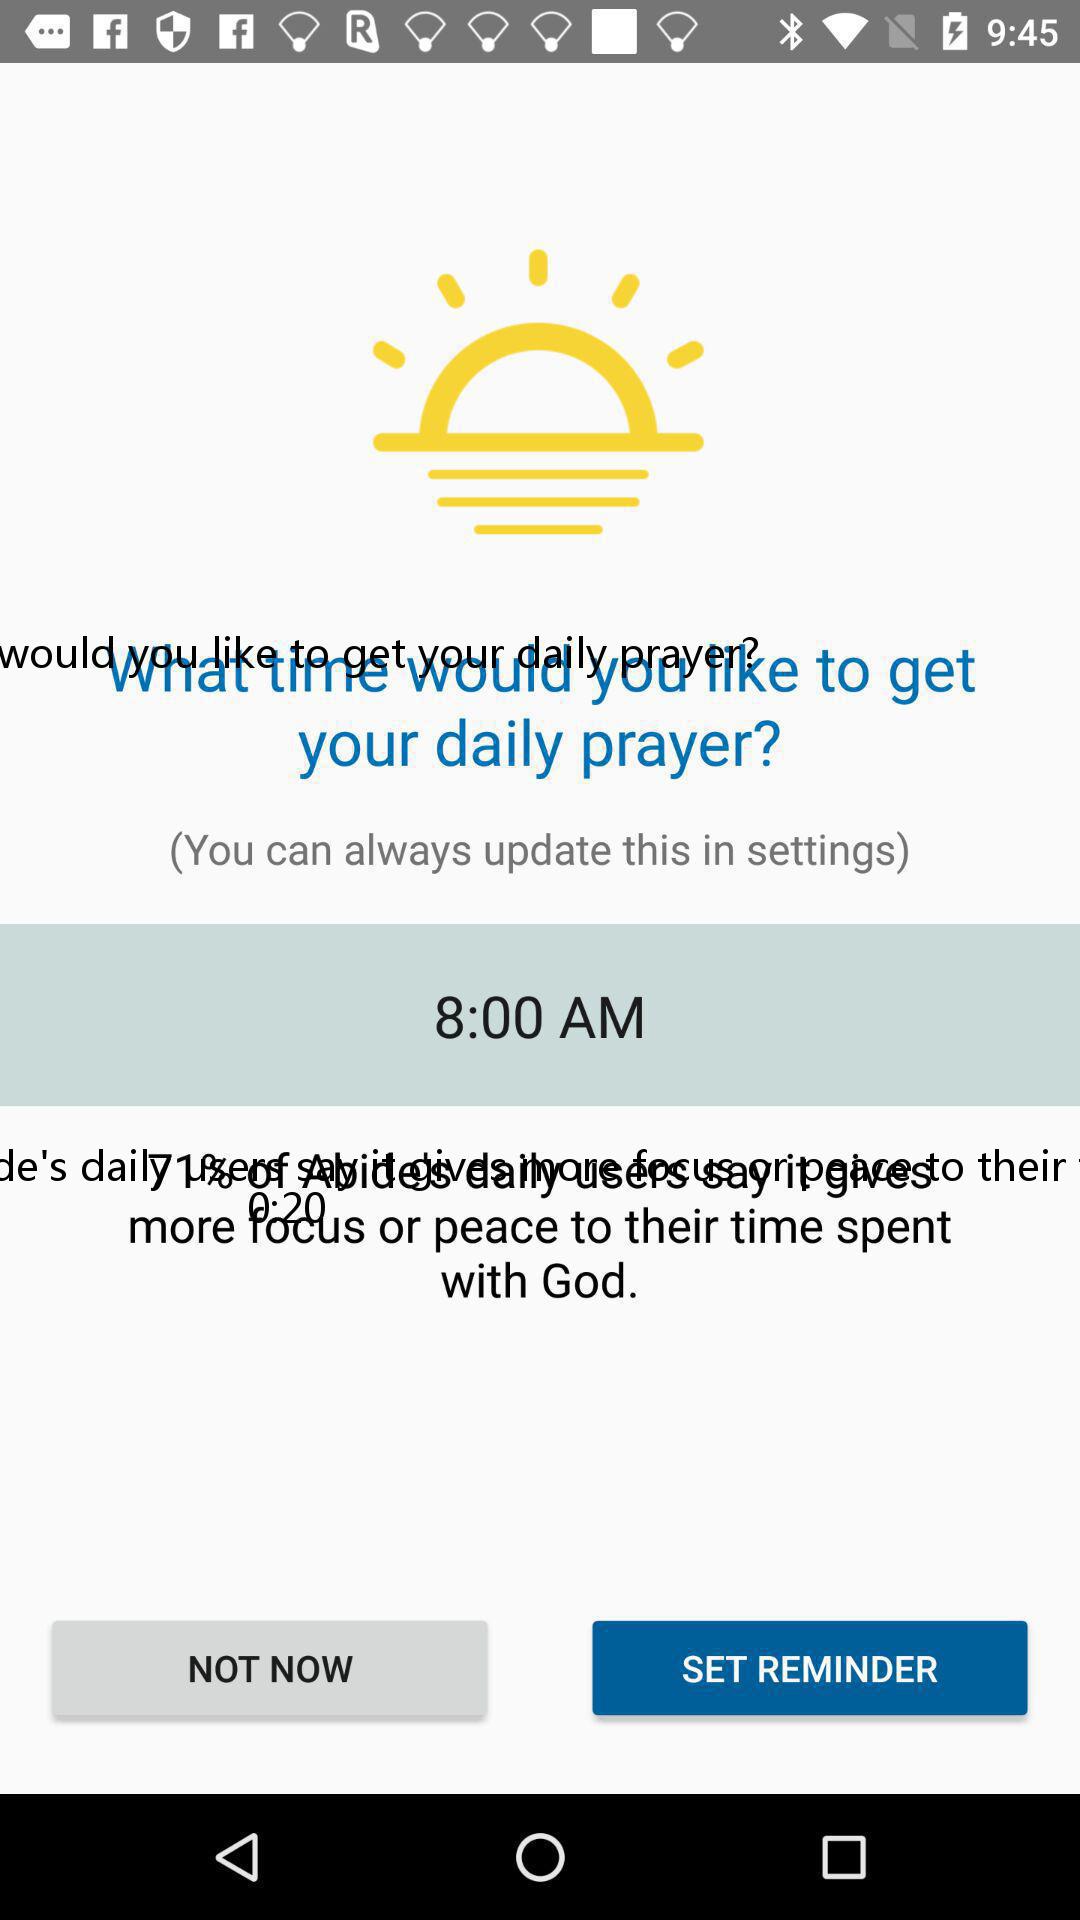 9:45
would you like to get your daily prayer?
What time would you like to get
your daily prayer?
(You can always update this in settings)
8:00 AM
de's daily users say it gives more focus or peace to their
71% of Abide's daily users say it gives
0:20
more focus or peace to their time spent
with God.
NOT NOW
SET REMINDER